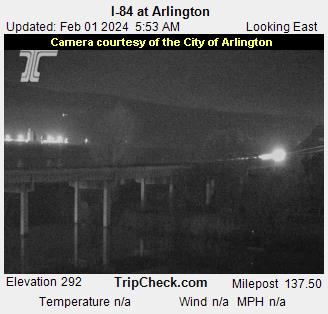 I-84 at Arlington
Updated: Feb 01 2024 5:53 AM Looking East
Camera courtesy of the City of Arlington
Elevation 292 TripCheck.com Milepost 137.50
Temperature n/a Wind n/a MPH n/a